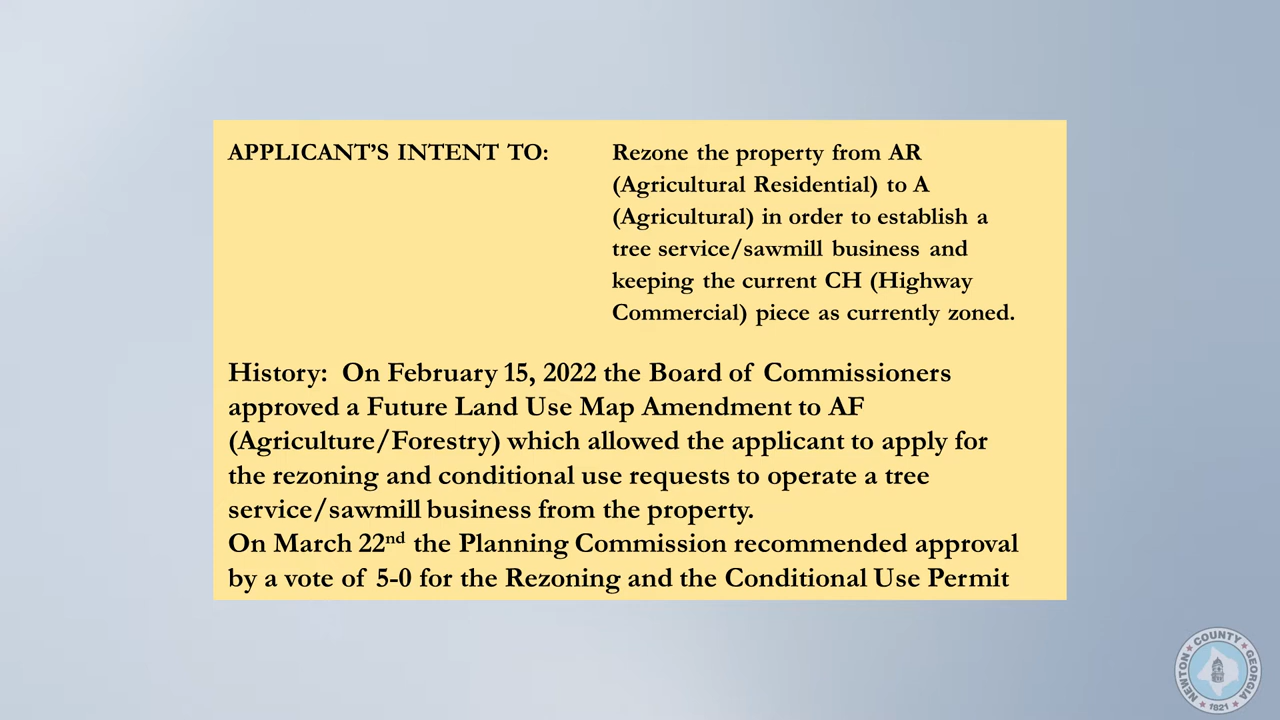 APPLICANT'S INTENT TO:
Rezone the property from AR
(Agricultural Residential) to A
(Agricultural) in order to establish a
tree service/sawmill business and
keeping the current CH (Highway
Commercial) piece as currently zoned.
History: On February 15, 2022 the Board of Commissioners
approved a Future Land Use Map Amendment to AF
(Agriculture/Forestry) which allowed the applicant to apply for
the rezoning and conditional use requests to operate a tree
service/sawmill business from the property.
On March 22nd the Planning Commission recommended approval
by a vote of 5-0 for the Rezoning and the Conditional Use Permit
NEWTON COUNTY GEORGIA
1821